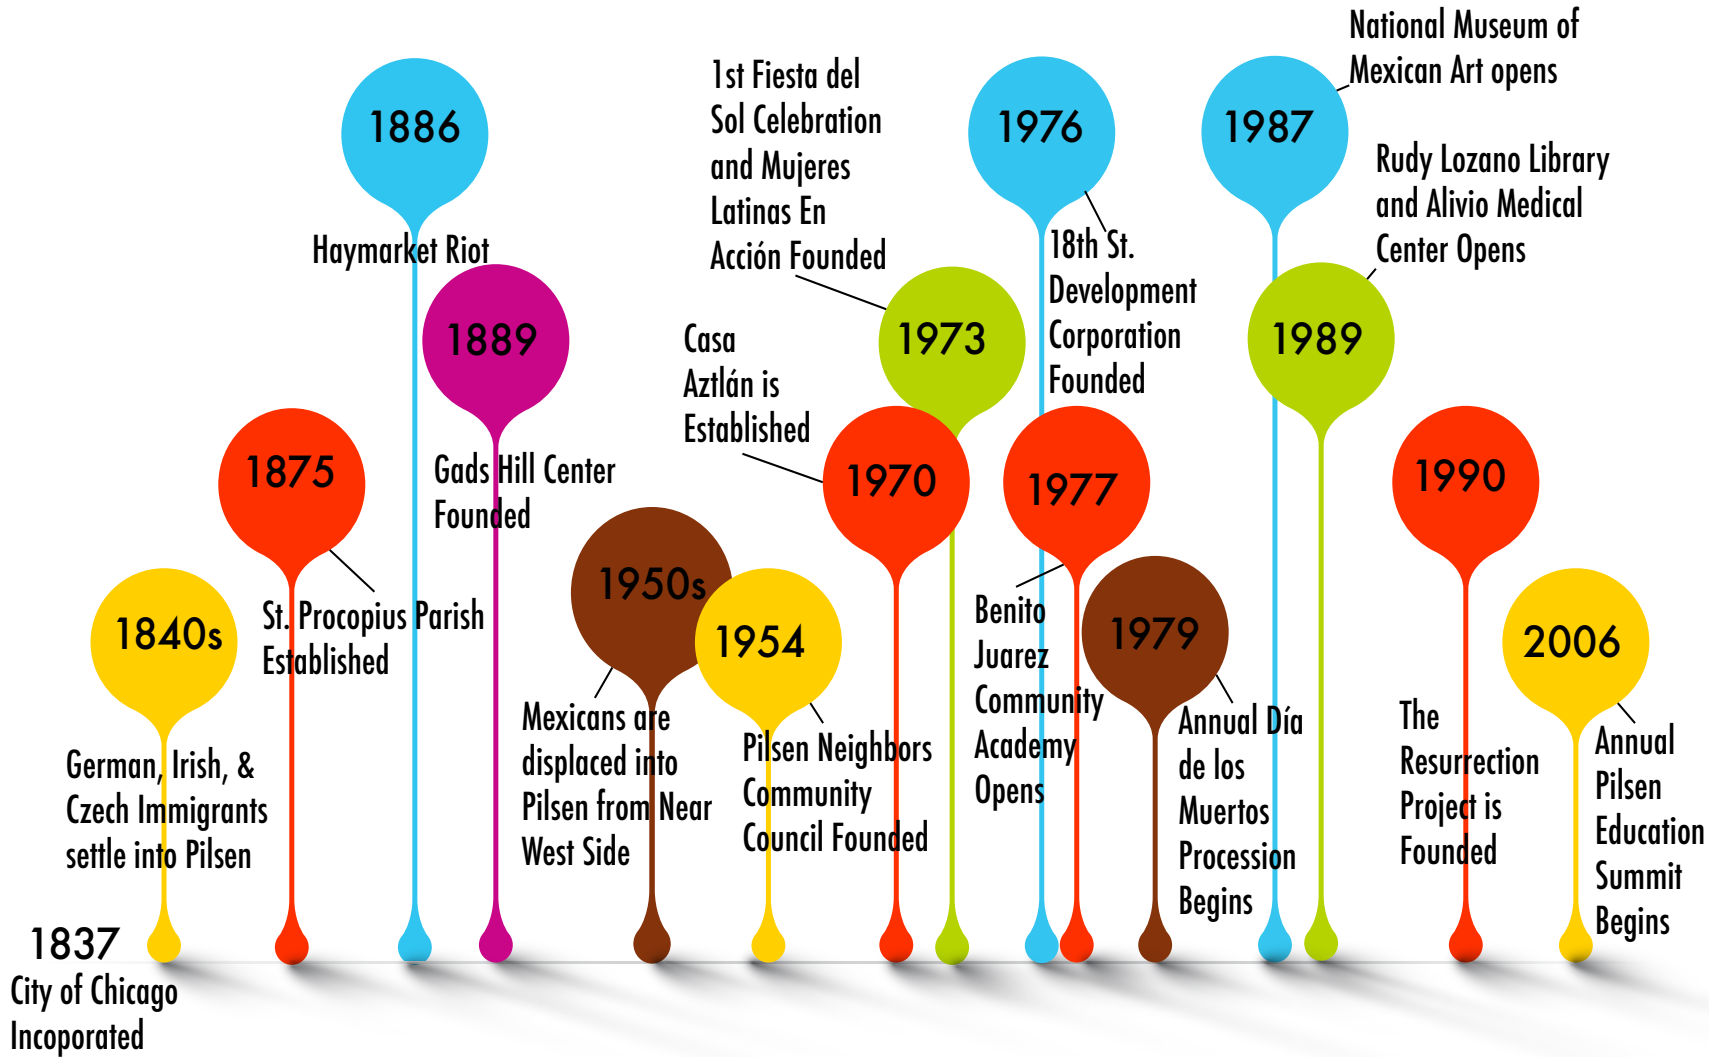 1837
City of Chicago
Incoporated
1840s
German, Irish, &
Czech Immigrants
settle into Pilsen
1875
St. Procopius Parish
Established
1886
Haymarket Riot
1889
Gads Hill Center
Founded
1950s
Mexicans are
displaced into
Pilsen from Near
West Side
1954
Pilsen Neighbors
Community
Council Founded
1970
Casa
Aztlán is
Established
1973
1st Fiesta del
Sol Celebration
and Mujeres
Latinas En
Acción Founded
1976
18th St.
Development
Corporation
Founded
1977
Benito
Juarez
Community
Academy
Opens
1979
Annual Día
de los
Muertos
Procession
Begins
1987
National Museum of
Mexican Art opens
1989
Rudy Lozano Library
and Alivio Medical
Center Opens
1990
The
Resurrection
Project is
Founded
2006
Annual
Pilsen
Education
Summit
Begins